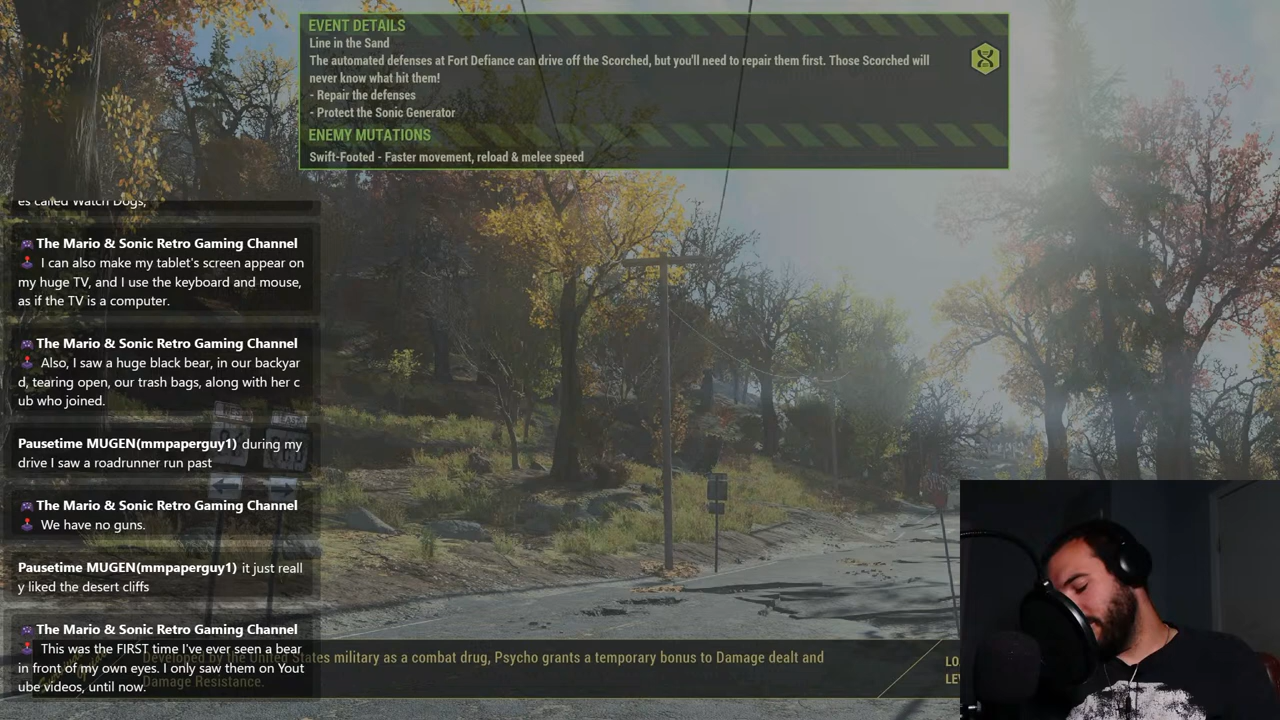 EVENT DETAILS
Line in the Sand
The automated defenses at Fort Defiance can drive off the Scorched, but you'll need to repair them first. Those Scorched will
never know what hit them!
- Repair the defenses
- Protect the Sonic Generator
ENEMY MUTATIONS
Swift-Footed - Faster movement, reload & melee speed
es called Watch Dogs,
The Mario & Sonic Retro Gaming Channel
I can also make my tablet's screen appear on
my huge TV, and I use the keyboard and mouse,
as if the TV is a computer.
The Mario & Sonic Retro Gaming Channel
Also, I saw a huge black bear, in our backyar
d, tearing open, our trash bags, along with her c
ub who joined.
Pausetime MUGEN(mmpaperguy1) during my
drive I saw a roadrunner run past
The Mario & Sonic Retro Gaming Channel
We have no guns.
Pausetime MUGEN(mmpaperguy1) it just reall
y liked the desert cliffs
The Mario & Sonic Retro Gaming Channel
This was the FIRST time I've ever seen a bear
in front of my own eyes. I only saw them on Yout
ube videos, until now.
Developed by the United States military as a combat drug, Psycho grants a temporary bonus to Damage dealt and
Damage Resistance.
LO
LE